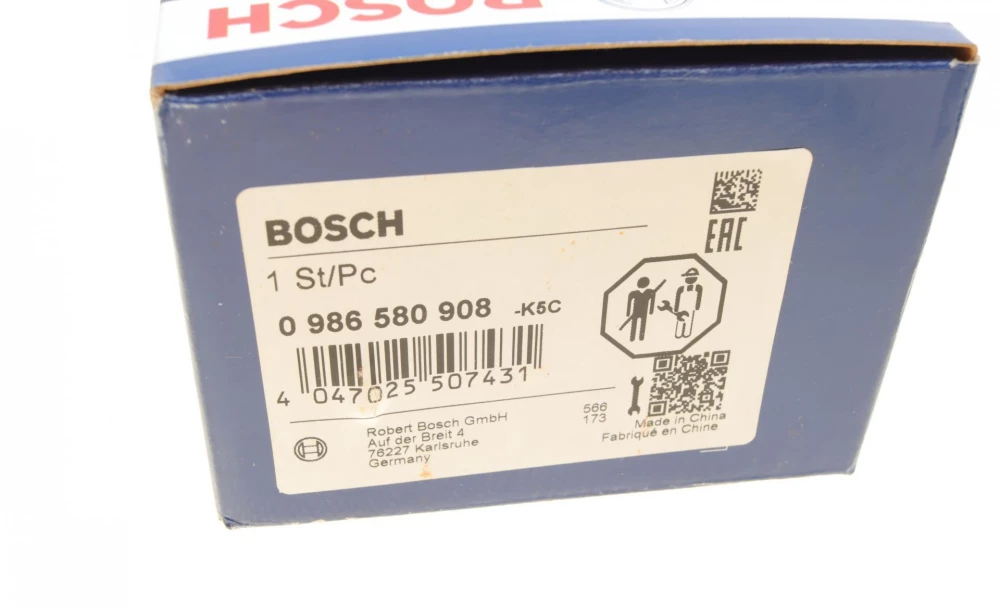 BOSCH
BOSCH
EAC
1 St/Pc
0 986 580 908 -K5C
4 047025 507431
Robert Bosch GmbH
Auf der Breit 4
76227 Karlsruhe
Germany
566
173
Made in China
Fabriqué en Chine